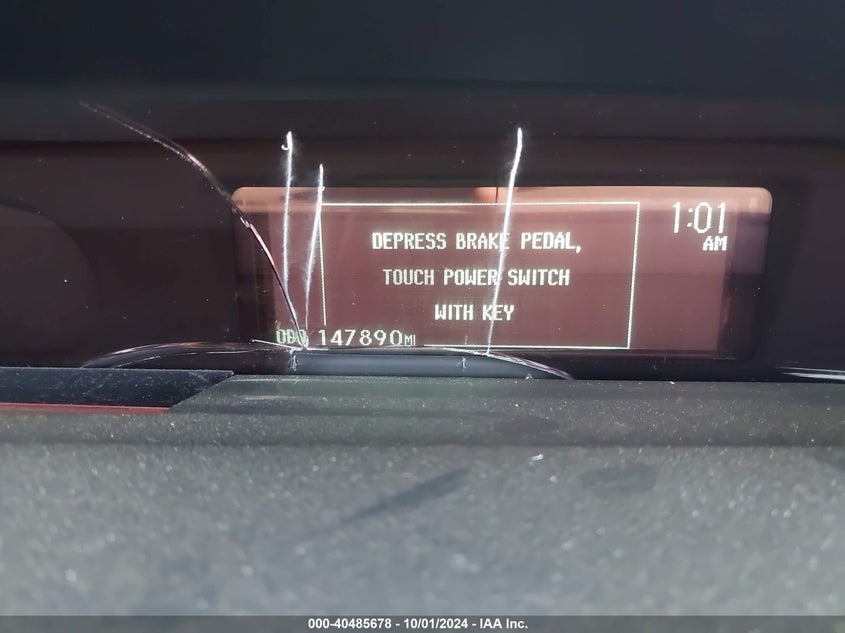 1:01
AM
DEPRESS BRAKE PEDAL,
TOUCH POWER SWITCH
WITH KEY
ODO 147890MI
000-40485678 - 10/01/2024 - IAA Inc.